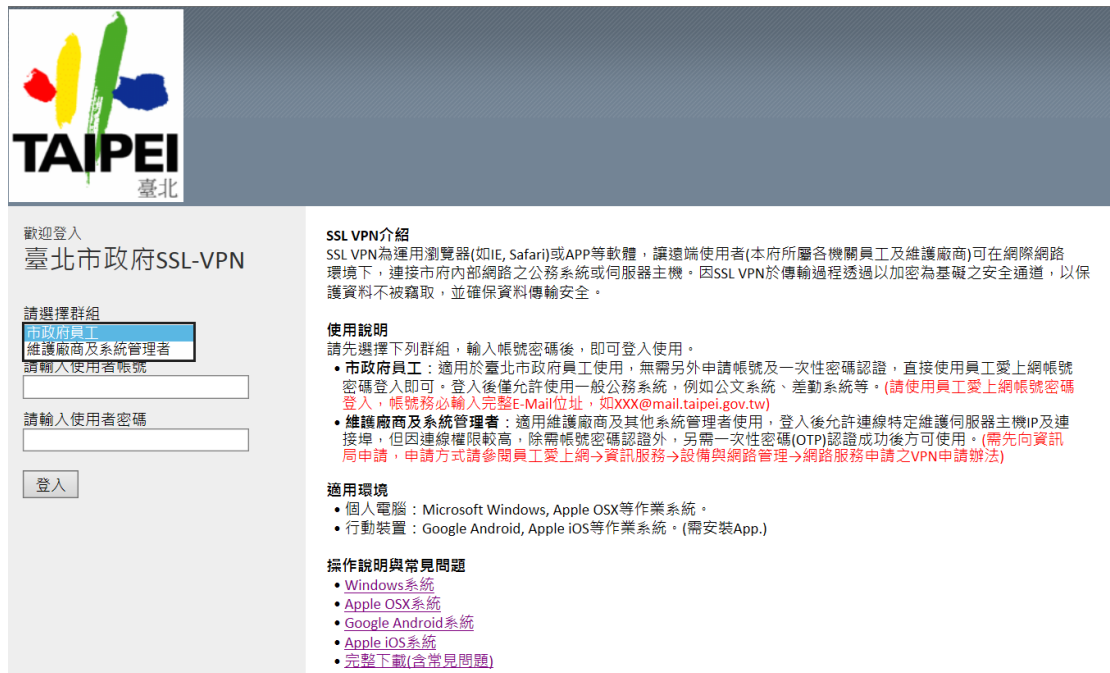 TAIPEI
臺北
歡迎登入
臺北市政府SSL-VPN
請選擇群組
市政府員工
維護廠商及系統管理者
請輸入使用者帳號
請輸入使用者密碼
登入
SSL VPN介紹
SSL VPN為運用瀏覽器(如IE, Safari)或APP等軟體，讓遠端使用者(本府所屬各機關員工及維護廠商)可在網際網路
環境下，連接市府內部網路之公務系統或伺服器主機。因SSL VPN於傳輸過程透過以加密為基礎之安全通道，以保
護資料不被竊取，並確保資料傳輸安全。
使用說明
請先選擇下列群組，輸入帳號密碼後，即可登入使用。
• 市政府員工：適用於臺北市政府員工使用，無需另外申請帳號及一次性密碼認證，直接使用員工愛上網帳號
密碼登入即可。登入後僅允許使用一般公務系統，例如公文系統、差勤系統等。(請使用員工愛上網帳號密碼
登入，帳號務必輸入完整E-Mail位址，如XXX@mail.taipei.gov.tw)
• 維護廠商及系統管理者：適用維護廠商及其他系統管理者使用，登入後允許連線特定維護伺服器主機IP及連
接埠，但因連線權限較高，除需帳號密碼認證外，另需一次性密碼(OTP)認證成功後方可使用。(需先向資訊
局申請，申請方式請參閱員工愛上網→資訊服務→設備與網路管理→網路服務申請之VPN申請辦法)
適用環境
• 個人電腦：Microsoft Windows, Apple OSX等作業系統。
• 行動裝置：Google Android, Apple iOS等作業系統。(需安裝App.)
操作說明與常見問題
• Windows系統
• Apple OSX系統
• Google Android系統
• Apple iOS系統
• 完整下載(含常見問題)